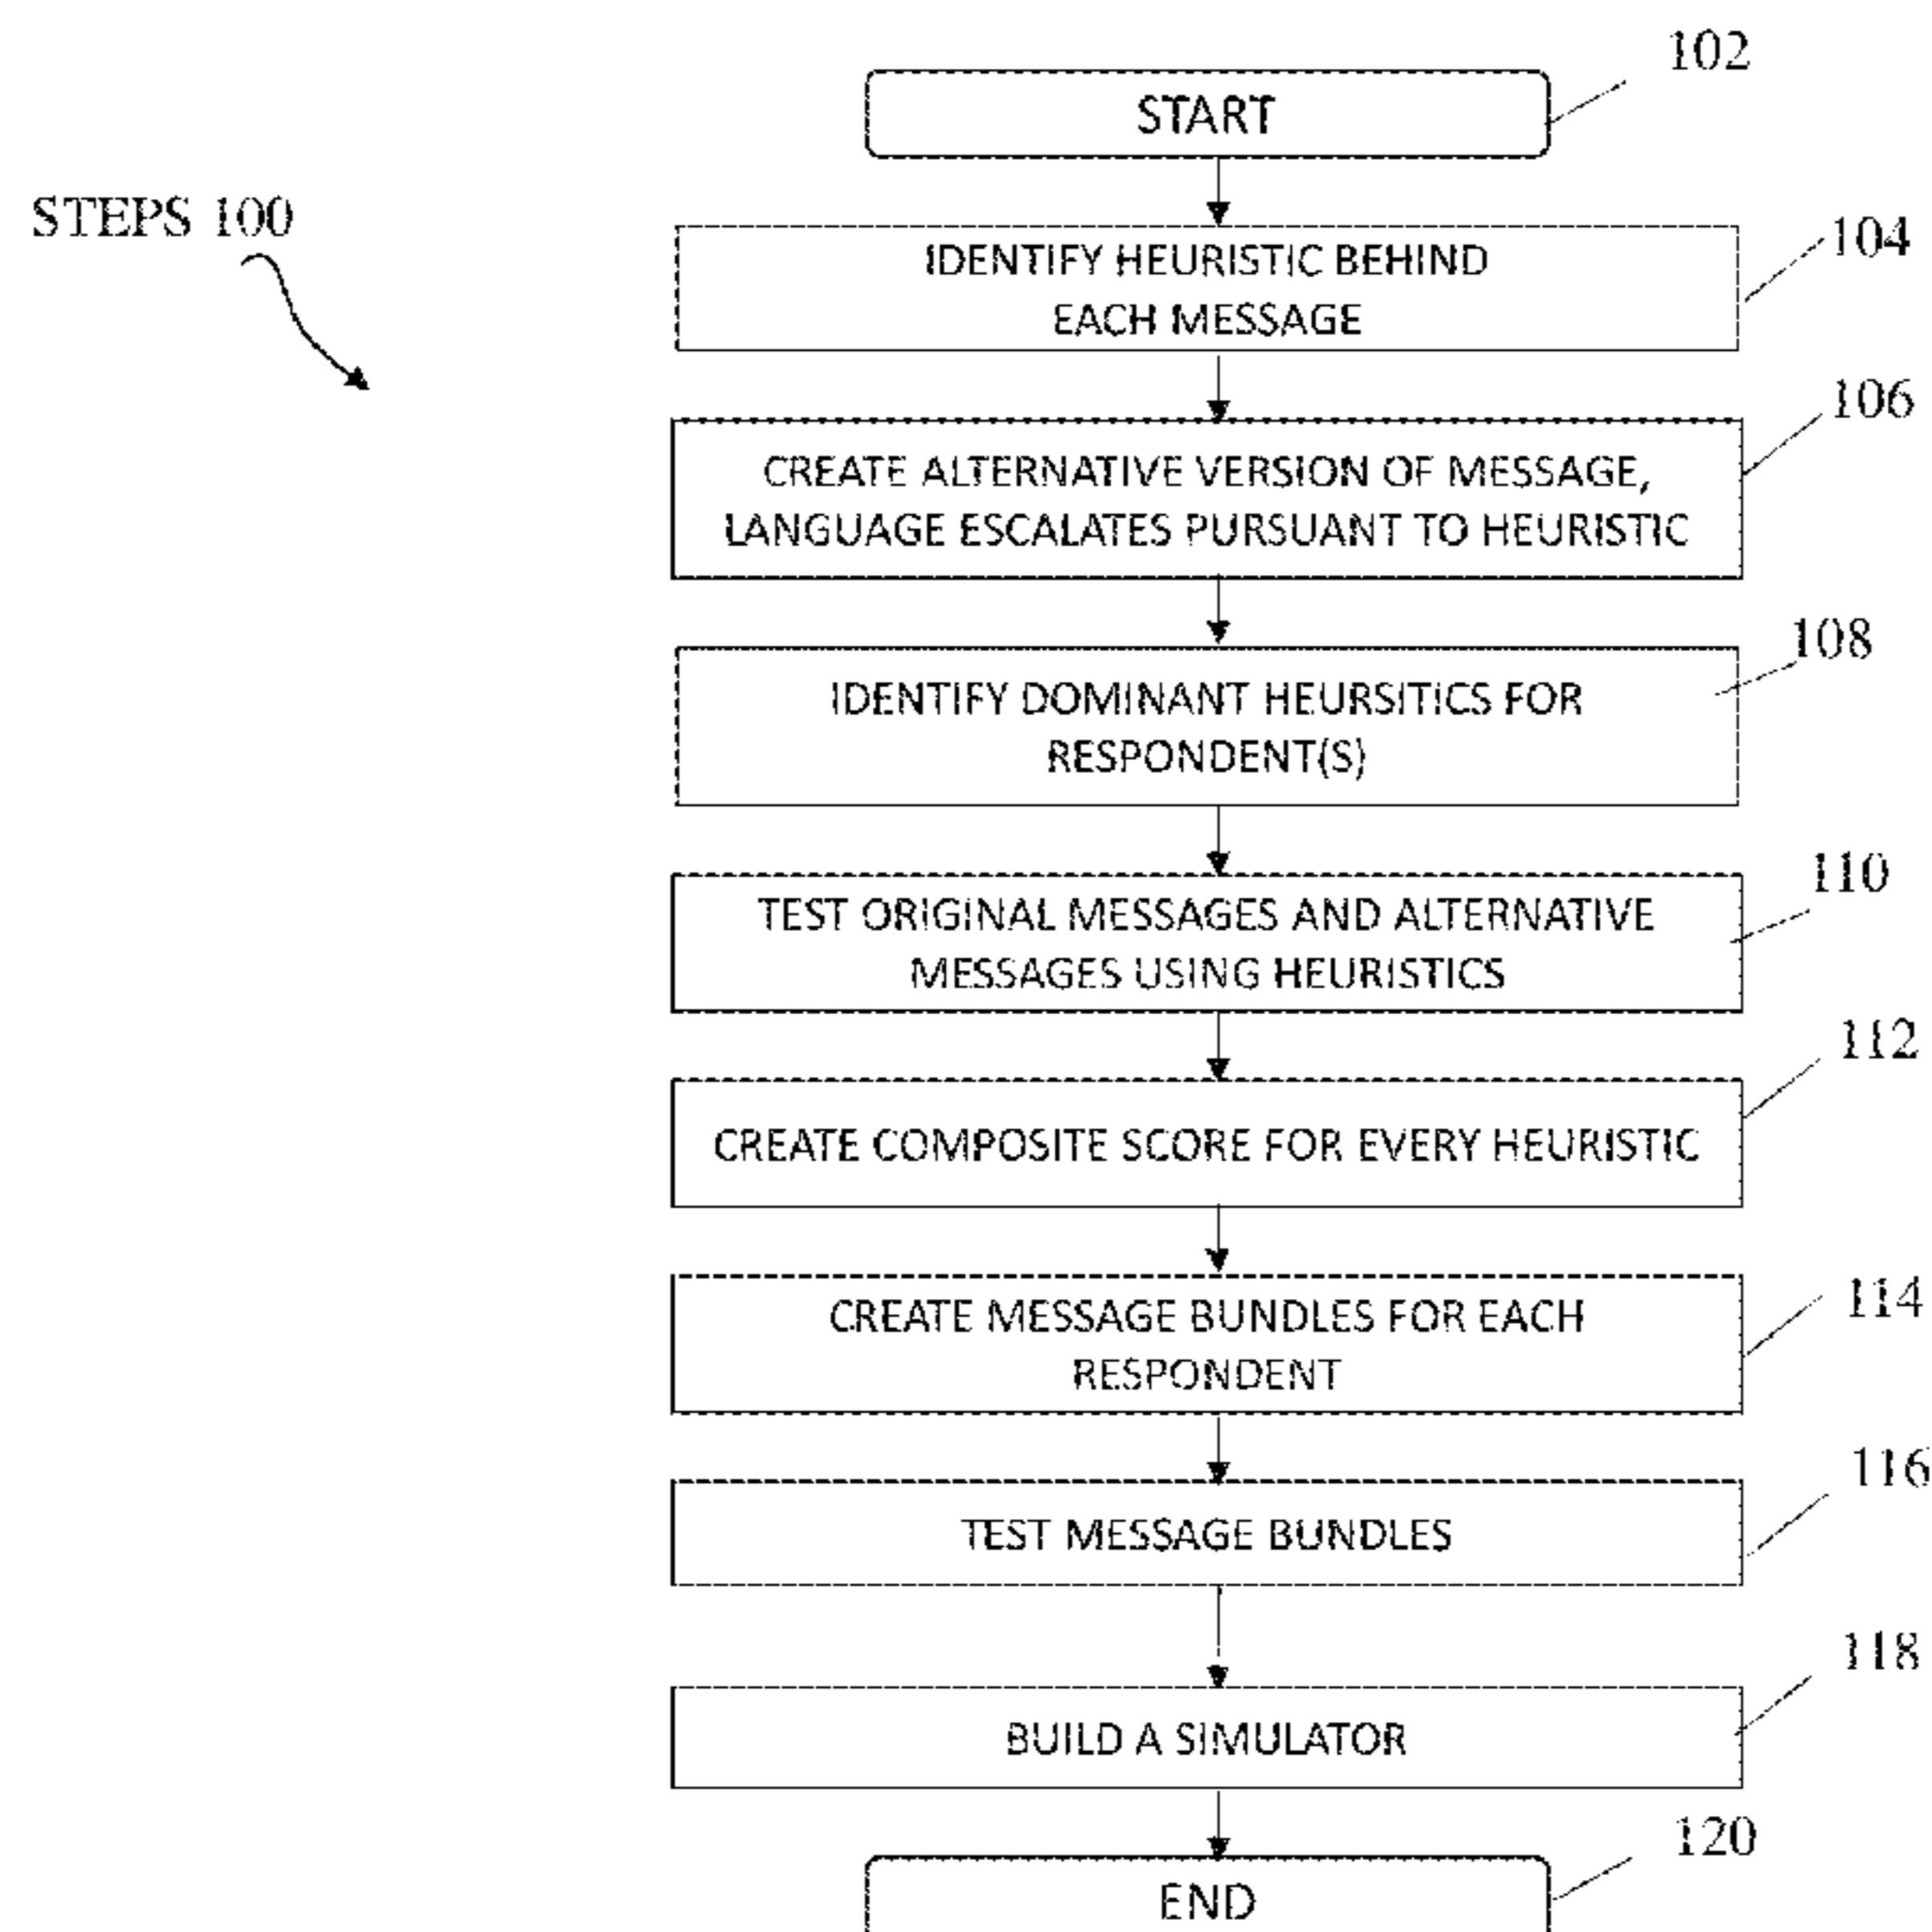 102
START
STEPS 100
104
IDENTIFY HEURISTIC BEHIND
EACH MESSAGE
106
CREATE ALTERNATIVE VERSION OF MESSAGE,
LANGUAGE ESCALATES PURSUANT TO HEURISTIC
108
IDENTIFY DOMINANT HEURSITICS FOR
RESPONDENT(S)
110
TEST ORIGINAL MESSAGES AND ALTERNATIVE
MESSAGES USING HEURISTICS
112
CREATE COMPOSITE SCORE FOR EVERY HEURISTIC
114
CREATE MESSAGE BUNDLES FOR EACH
RESPONDENT
116
TEST MESSAGE BUNDLES
118
BUILD A SIMULATOR
120
END